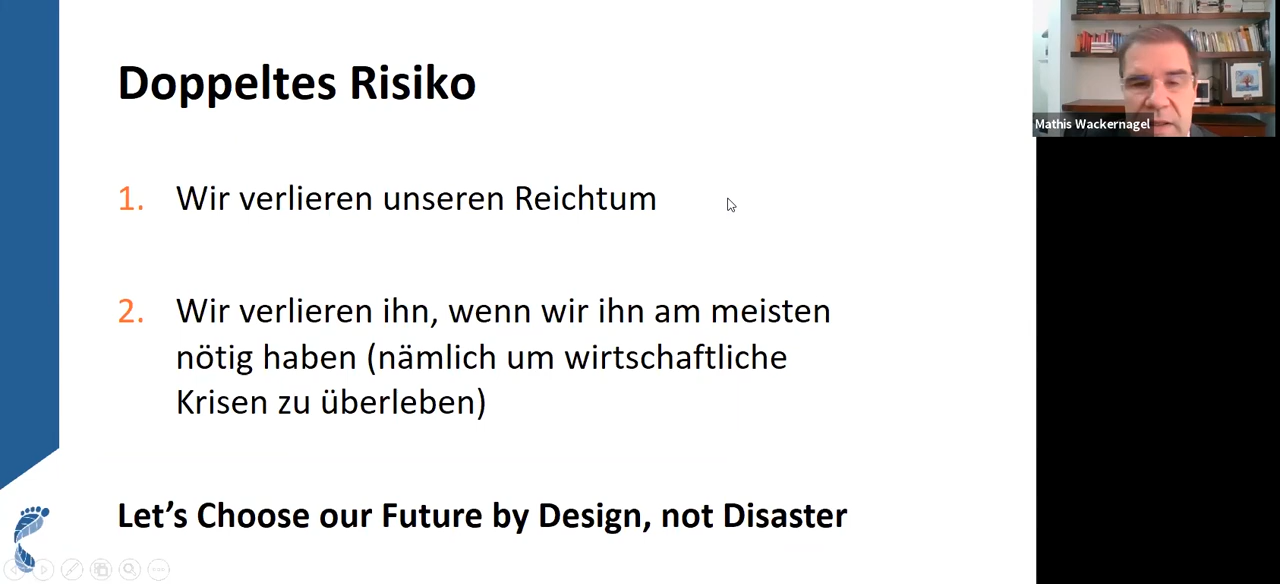 Doppeltes Risiko
1. Wir verlieren unseren Reichtum
2. Wir verlieren ihn, wenn wir ihn am meisten
nötig haben (nämlich um wirtschaftliche
Krisen zu überleben)
Let’s Choose our Future by Design, not Disaster
Mathis Wackernagel